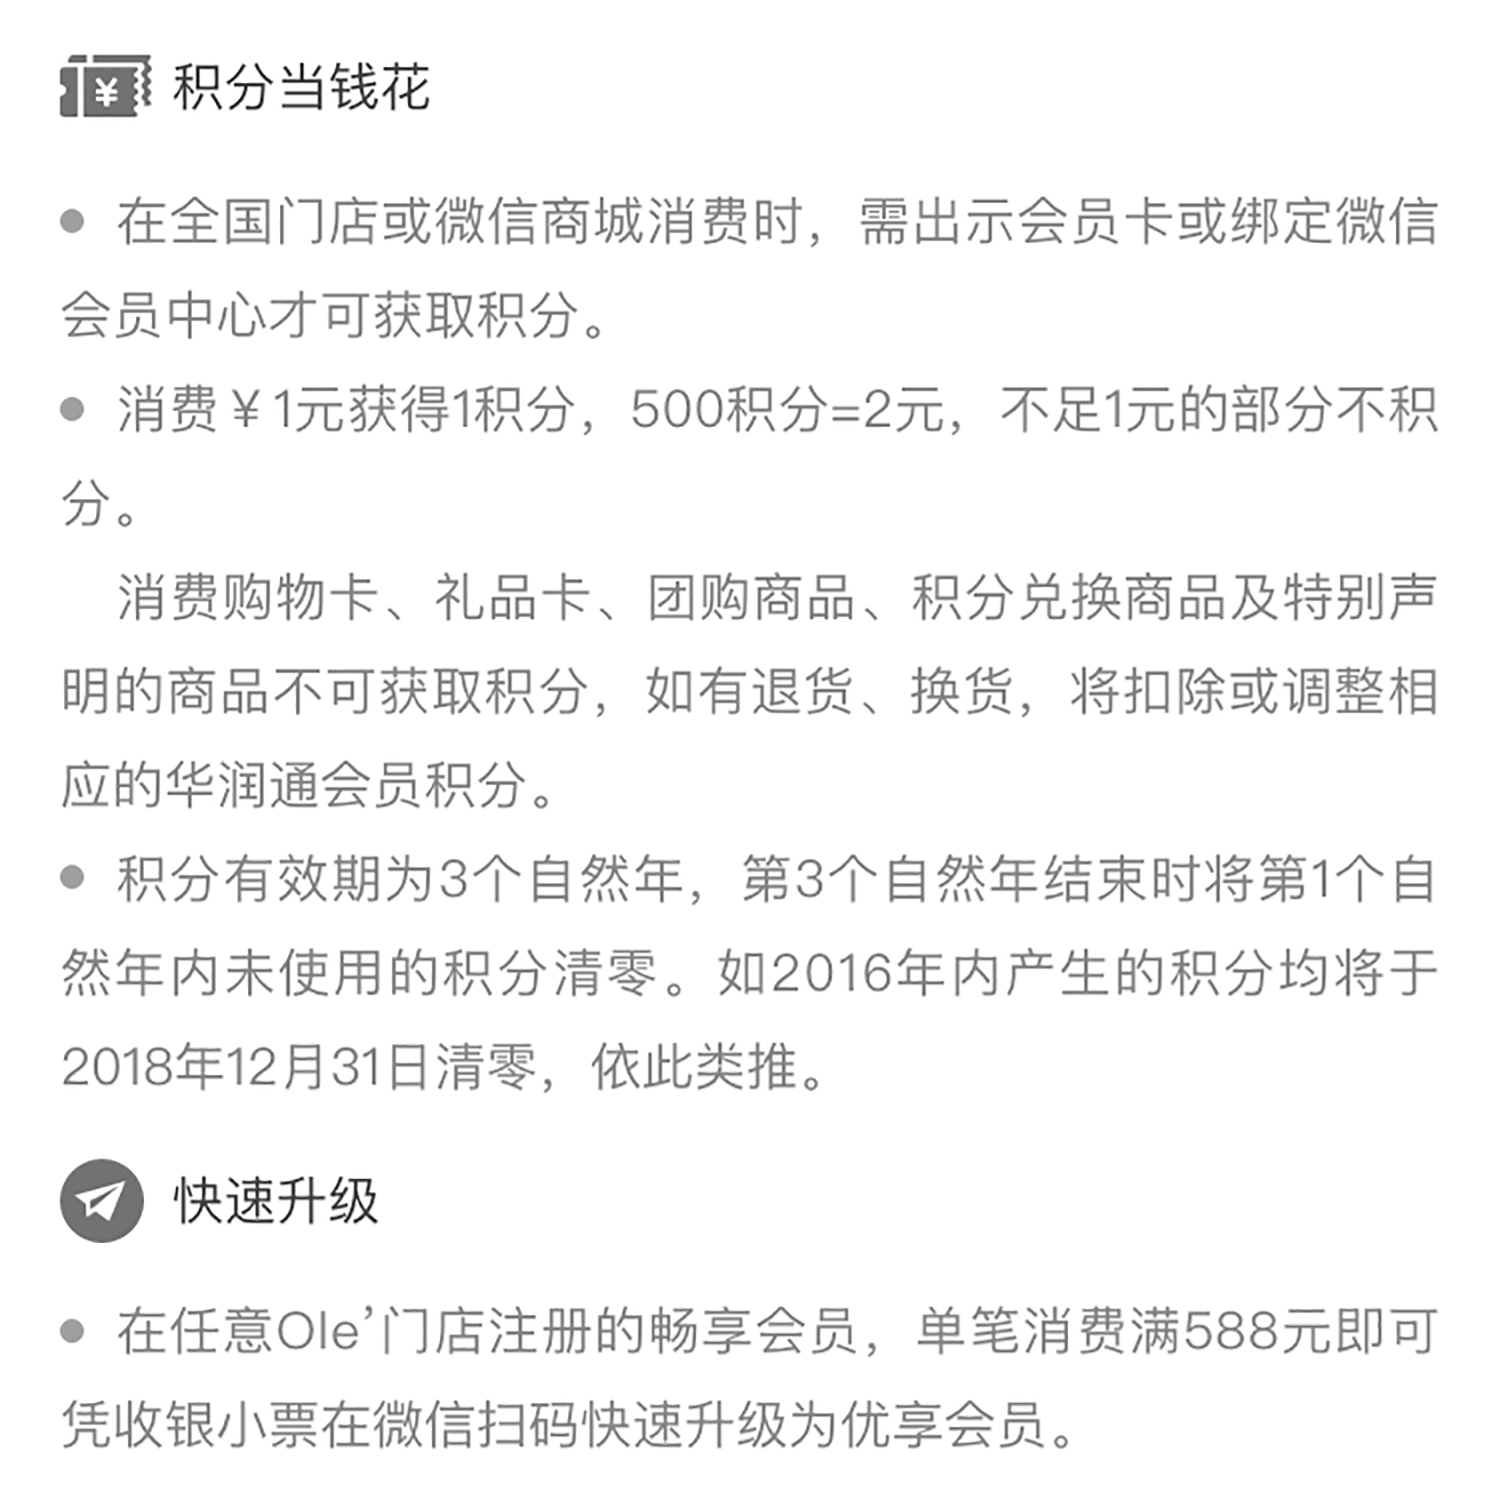 积分当钱花
在全国门店或微信商城消费时，需出示会员卡或绑定微信
会员中心才可获取积分。
消费￥1元获得1积分，500积分=2元，不足1元的部分不积
分。
消费购物卡、礼品卡、团购商品、积分兑换商品及特别声
明的商品不可获取积分，如有退货、换货，将扣除或调整相
应的华润通会员积分。
积分有效期为3个自然年，第3个自然年结束时将第1个自
然年内未使用的积分清零。如2016年内产生的积分均将于
2018年12月31日清零，依此类推。
快速升级
在任意Ole’门店注册的畅享会员，单笔消费满588元即可
凭收银小票在微信扫码快速升级为优享会员。